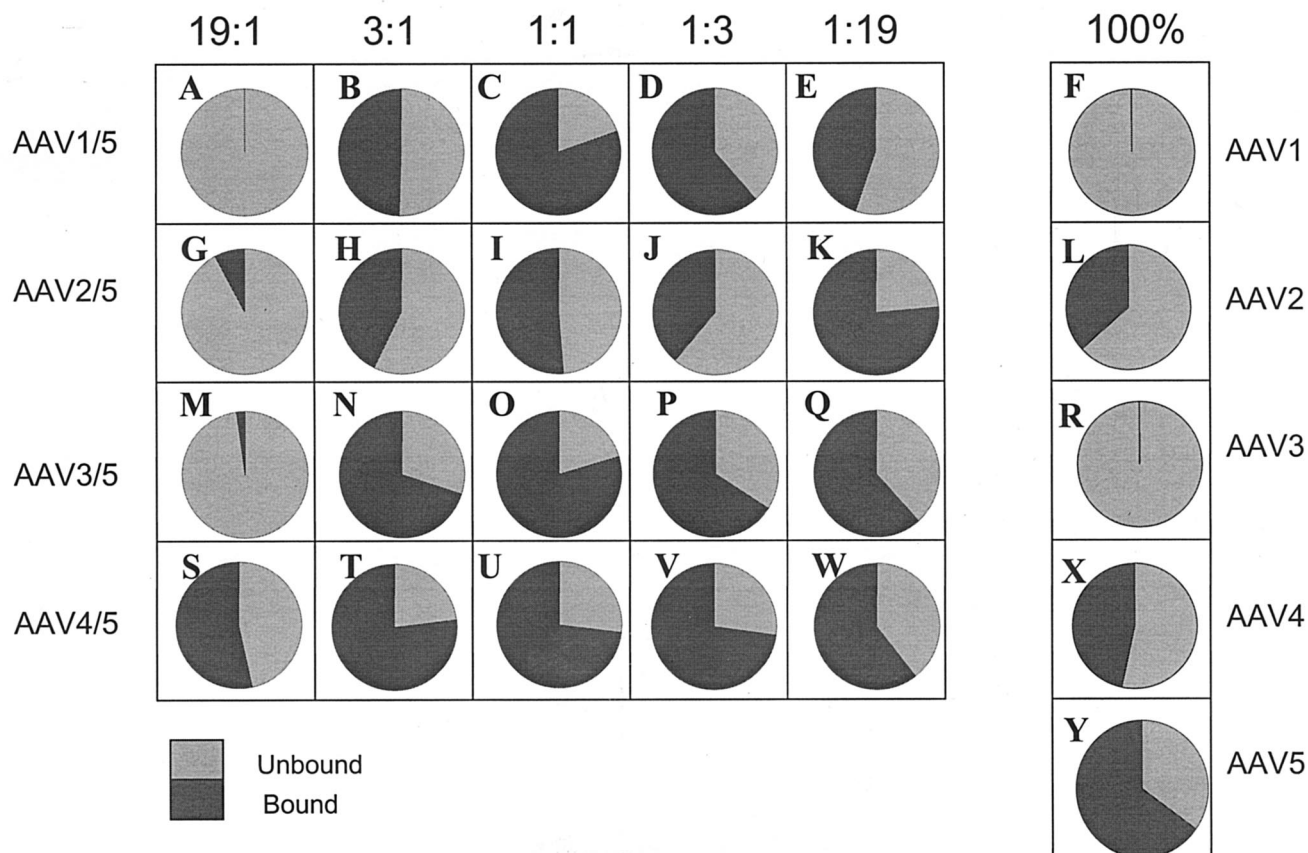 19:1 3:1 1:1 1:3 1:19 100%
AAV1/5 A B C D E F AAV1
AAV2/5 G H I J K L AAV2
AAV3/5 M N O P Q R AAV3
AAV4/5 S T U V W X AAV4
Y AAV5
Unbound
Bound